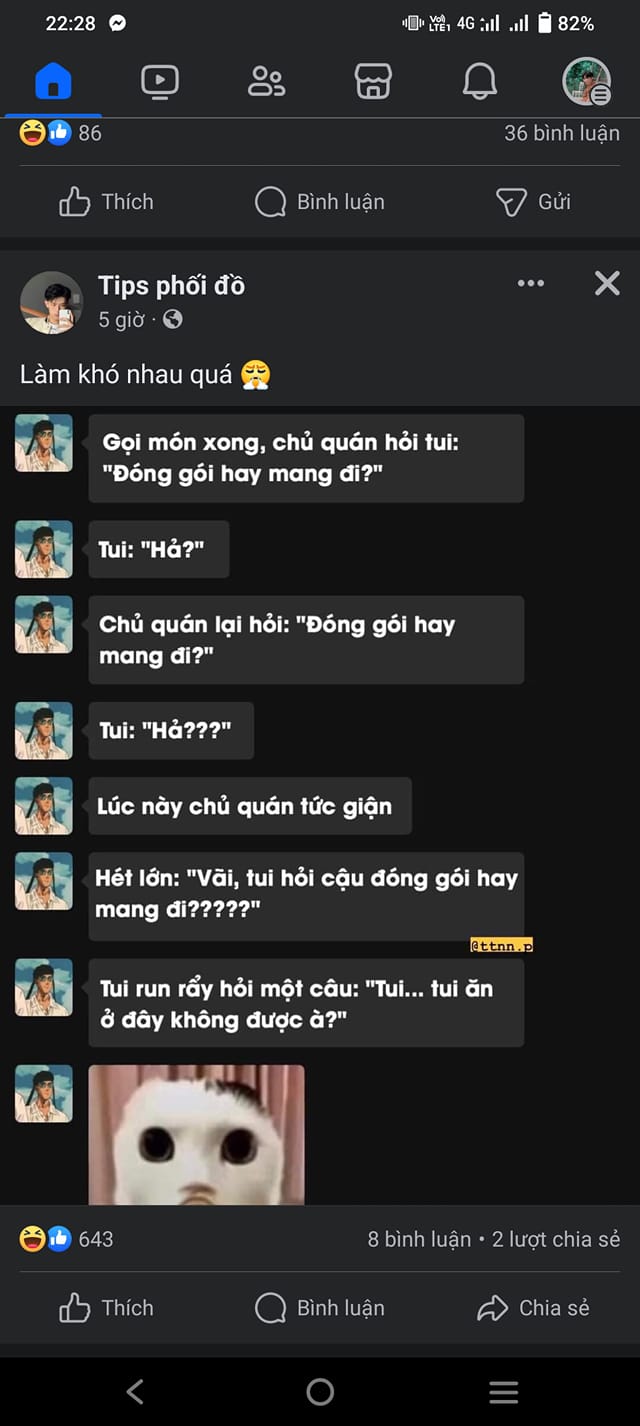 22:28 Vo) LTE1 4G 82%
86 36 bình luận
Thích Bình luận Gửi
Tips phối đồ
5 giờ ·
Làm khó nhau quá 😤
Gọi món xong, chủ quán hỏi tui:
"Đóng gói hay mang đi?"
Tui: "Hả?"
Chủ quán lại hỏi: "Đóng gói hay
mang đi?"
Tui: "Hả???"
Lúc này chủ quán tức giận
Hét lớn: "Vãi, tui hỏi cậu đóng gói hay
mang đi?????"
@ttnn.p
Tui run rẩy hỏi một câu: "Tui... tui ăn
ở đây không được à?"
643 8 bình luận • 2 lượt chia sẻ
Thích Bình luận Chia sẻ